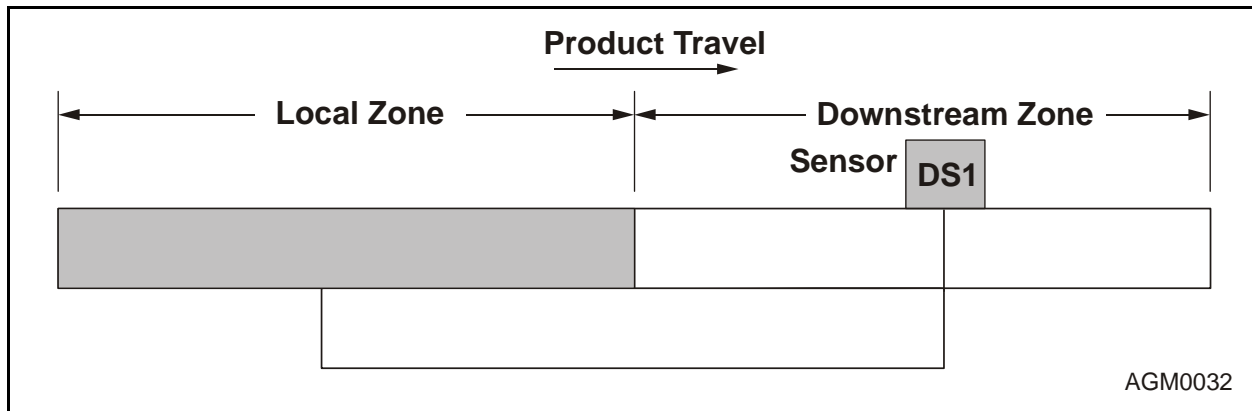 Product Travel
Local Zone
Downstream Zone
Sensor
DS1
AGM0032